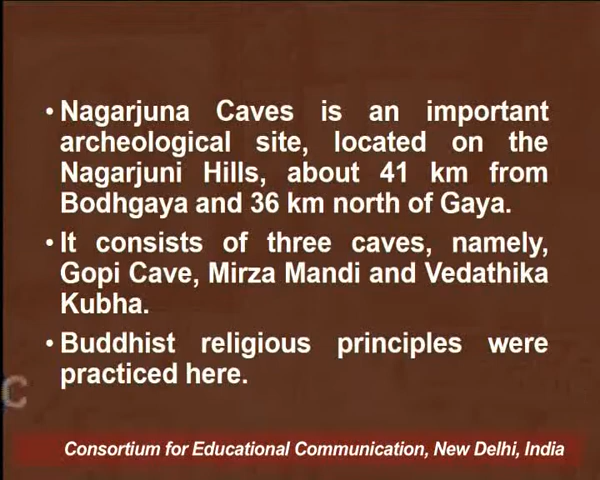 • Nagarjuna Caves is an important
archeological site, located on the
Nagarjuni Hills, about 41 km from
Bodhgaya and 36 km north of Gaya.
• It consists of three caves, namely,
Gopi Cave, Mirza Mandi and Vedathika
Kubha.
• Buddhist religious principles were
practiced here.
C
Consortium for Educational Communication, New Delhi, India